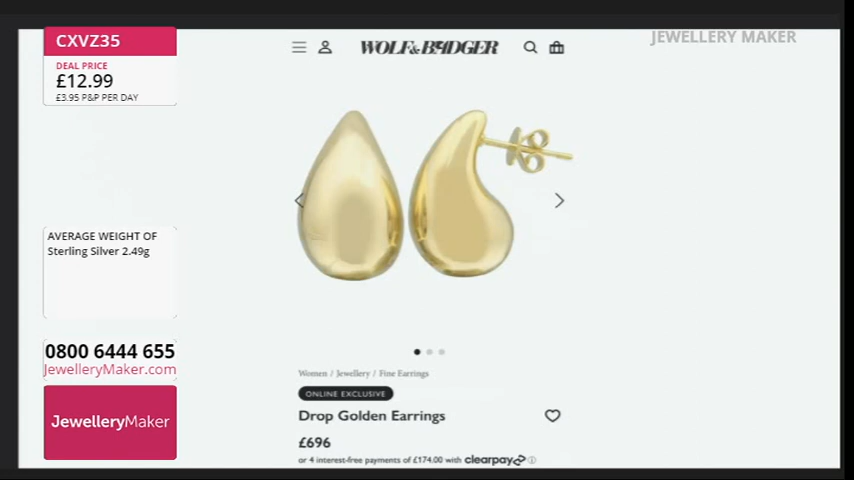 CXVZ35
DEAL PRICE
£12.99
£3.95 P&P PER DAY
AVERAGE WEIGHT OF
Sterling Silver 2.49g
0800 6444 655
JewelleryMaker.com
JewelleryMaker
JEWELLERY MAKER
WOLF&BADGER
Women / Jewellery / Fine Earrings
ONLINE EXCLUSIVE
Drop Golden Earrings
£696
or 4 interest-free payments of £174.00 with clearpay